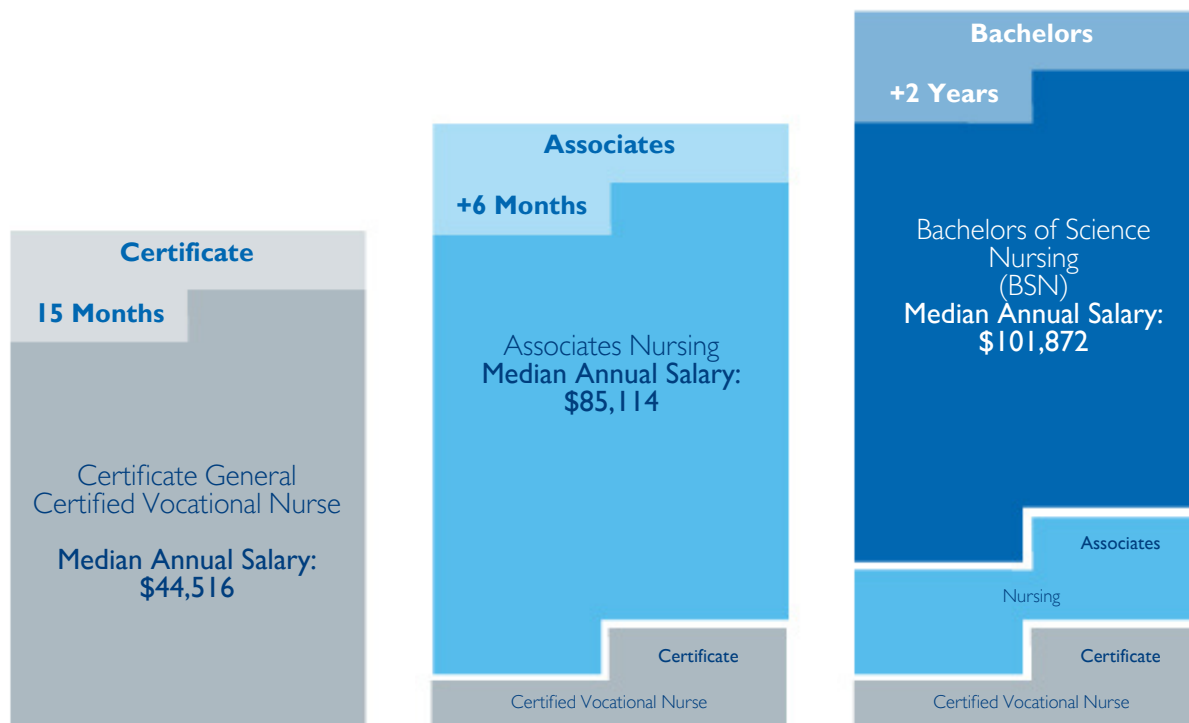 Certificate
15 Months
Certificate General
Certified Vocational Nurse
Median Annual Salary:
$44,516
Associates
+6 Months
Associates Nursing
Median Annual Salary:
$85,114
Certificate
Certified Vocational Nurse
Bachelors
+2 Years
Bachelors of Science
Nursing
(BSN)
Median Annual Salary:
$101,872
Associates
Nursing
Certificate
Certified Vocational Nurse